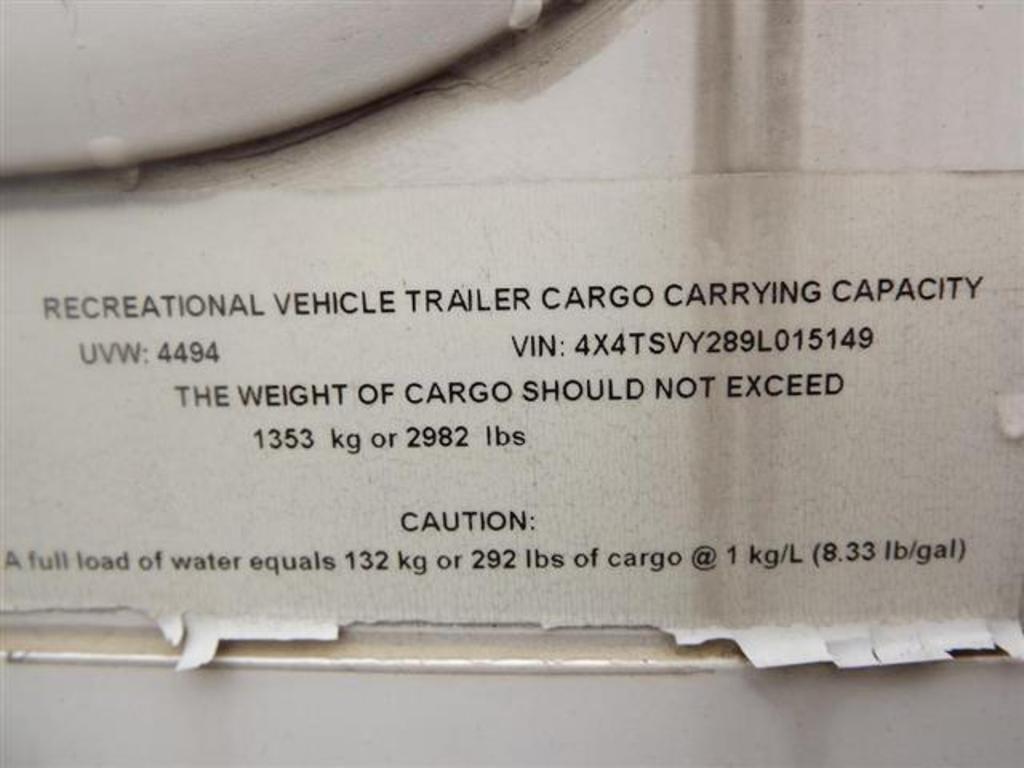 RECREATIONAL VEHICLE TRAILER CARGO CARRYING CAPACITY
UVW: 4494 VIN: 4X4TSVY289L015149
THE WEIGHT OF CARGO SHOULD NOT EXCEED
1353 kg or 2982 lbs
CAUTION:
A full load of water equals 132 kg or 292 lbs of cargo @ 1 kg/L (8.33 lb/gal)